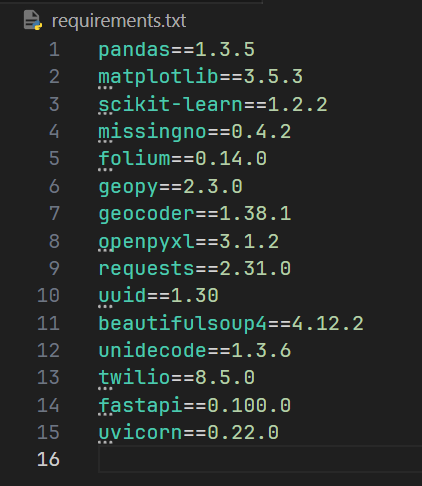 requirements.txt
1 pandas==1.3.5
2 matplotlib==3.5.3
3 scikit-learn==1.2.2
4 missingno==0.4.2
5 folium==0.14.0
6 geopy==2.3.0
7 geocoder==1.38.1
8 openpyxl==3.1.2
9 requests==2.31.0
10 uuid==1.30
11 beautifulsoup4==4.12.2
12 unidecode==1.3.6
13 twilio==8.5.0
14 fastapi==0.100.0
15 uvicorn==0.22.0
16